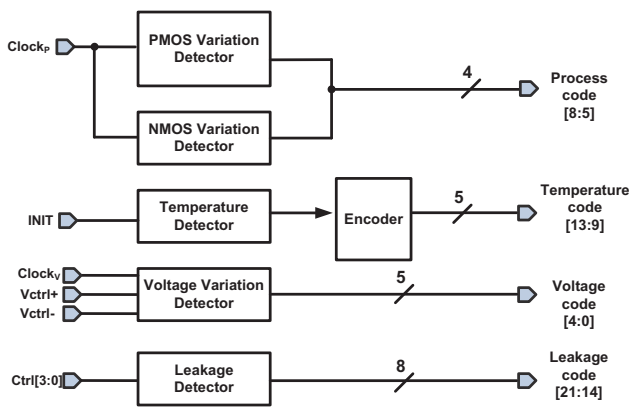 Clock_P
PMOS Variation
Detector
NMOS Variation
Detector
4
Process
code
[8:5]
INIT
Temperature
Detector
Encoder
5
Temperature
code
[13:9]
Clock_V
Vctrl+
Vctrl-
Voltage Variation
Detector
5
Voltage
code
[4:0]
Ctrl[3:0]
Leakage
Detector
8
Leakage
code
[21:14]